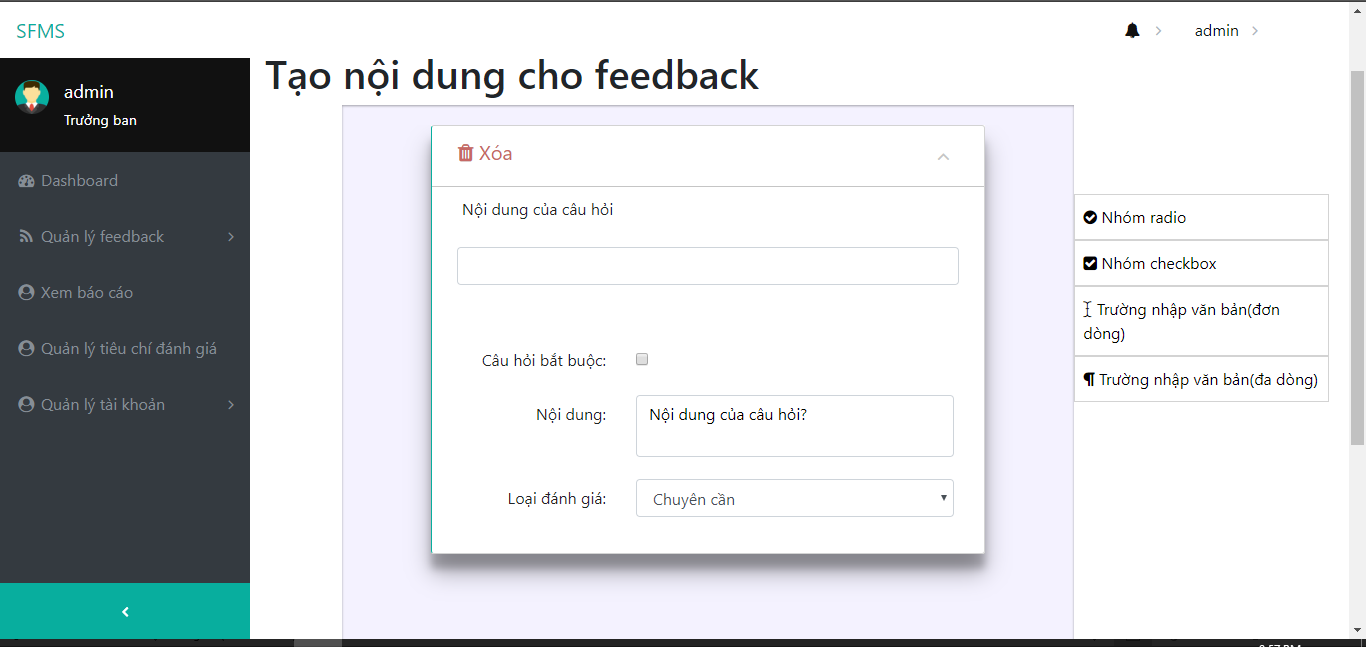 SFMS
admin
admin
Trưởng ban
Dashboard
Quản lý feedback
Xem báo cáo
Quản lý tiêu chí đánh giá
Quản lý tài khoản
Tạo nội dung cho feedback
Xóa
Nội dung của câu hỏi
Câu hỏi bắt buộc:
Nội dung:
Nội dung của câu hỏi?
Loại đánh giá:
Chuyên cần
Nhóm radio
Nhóm checkbox
Trường nhập văn bản(đơn
dòng)
Trường nhập văn bản(đa dòng)